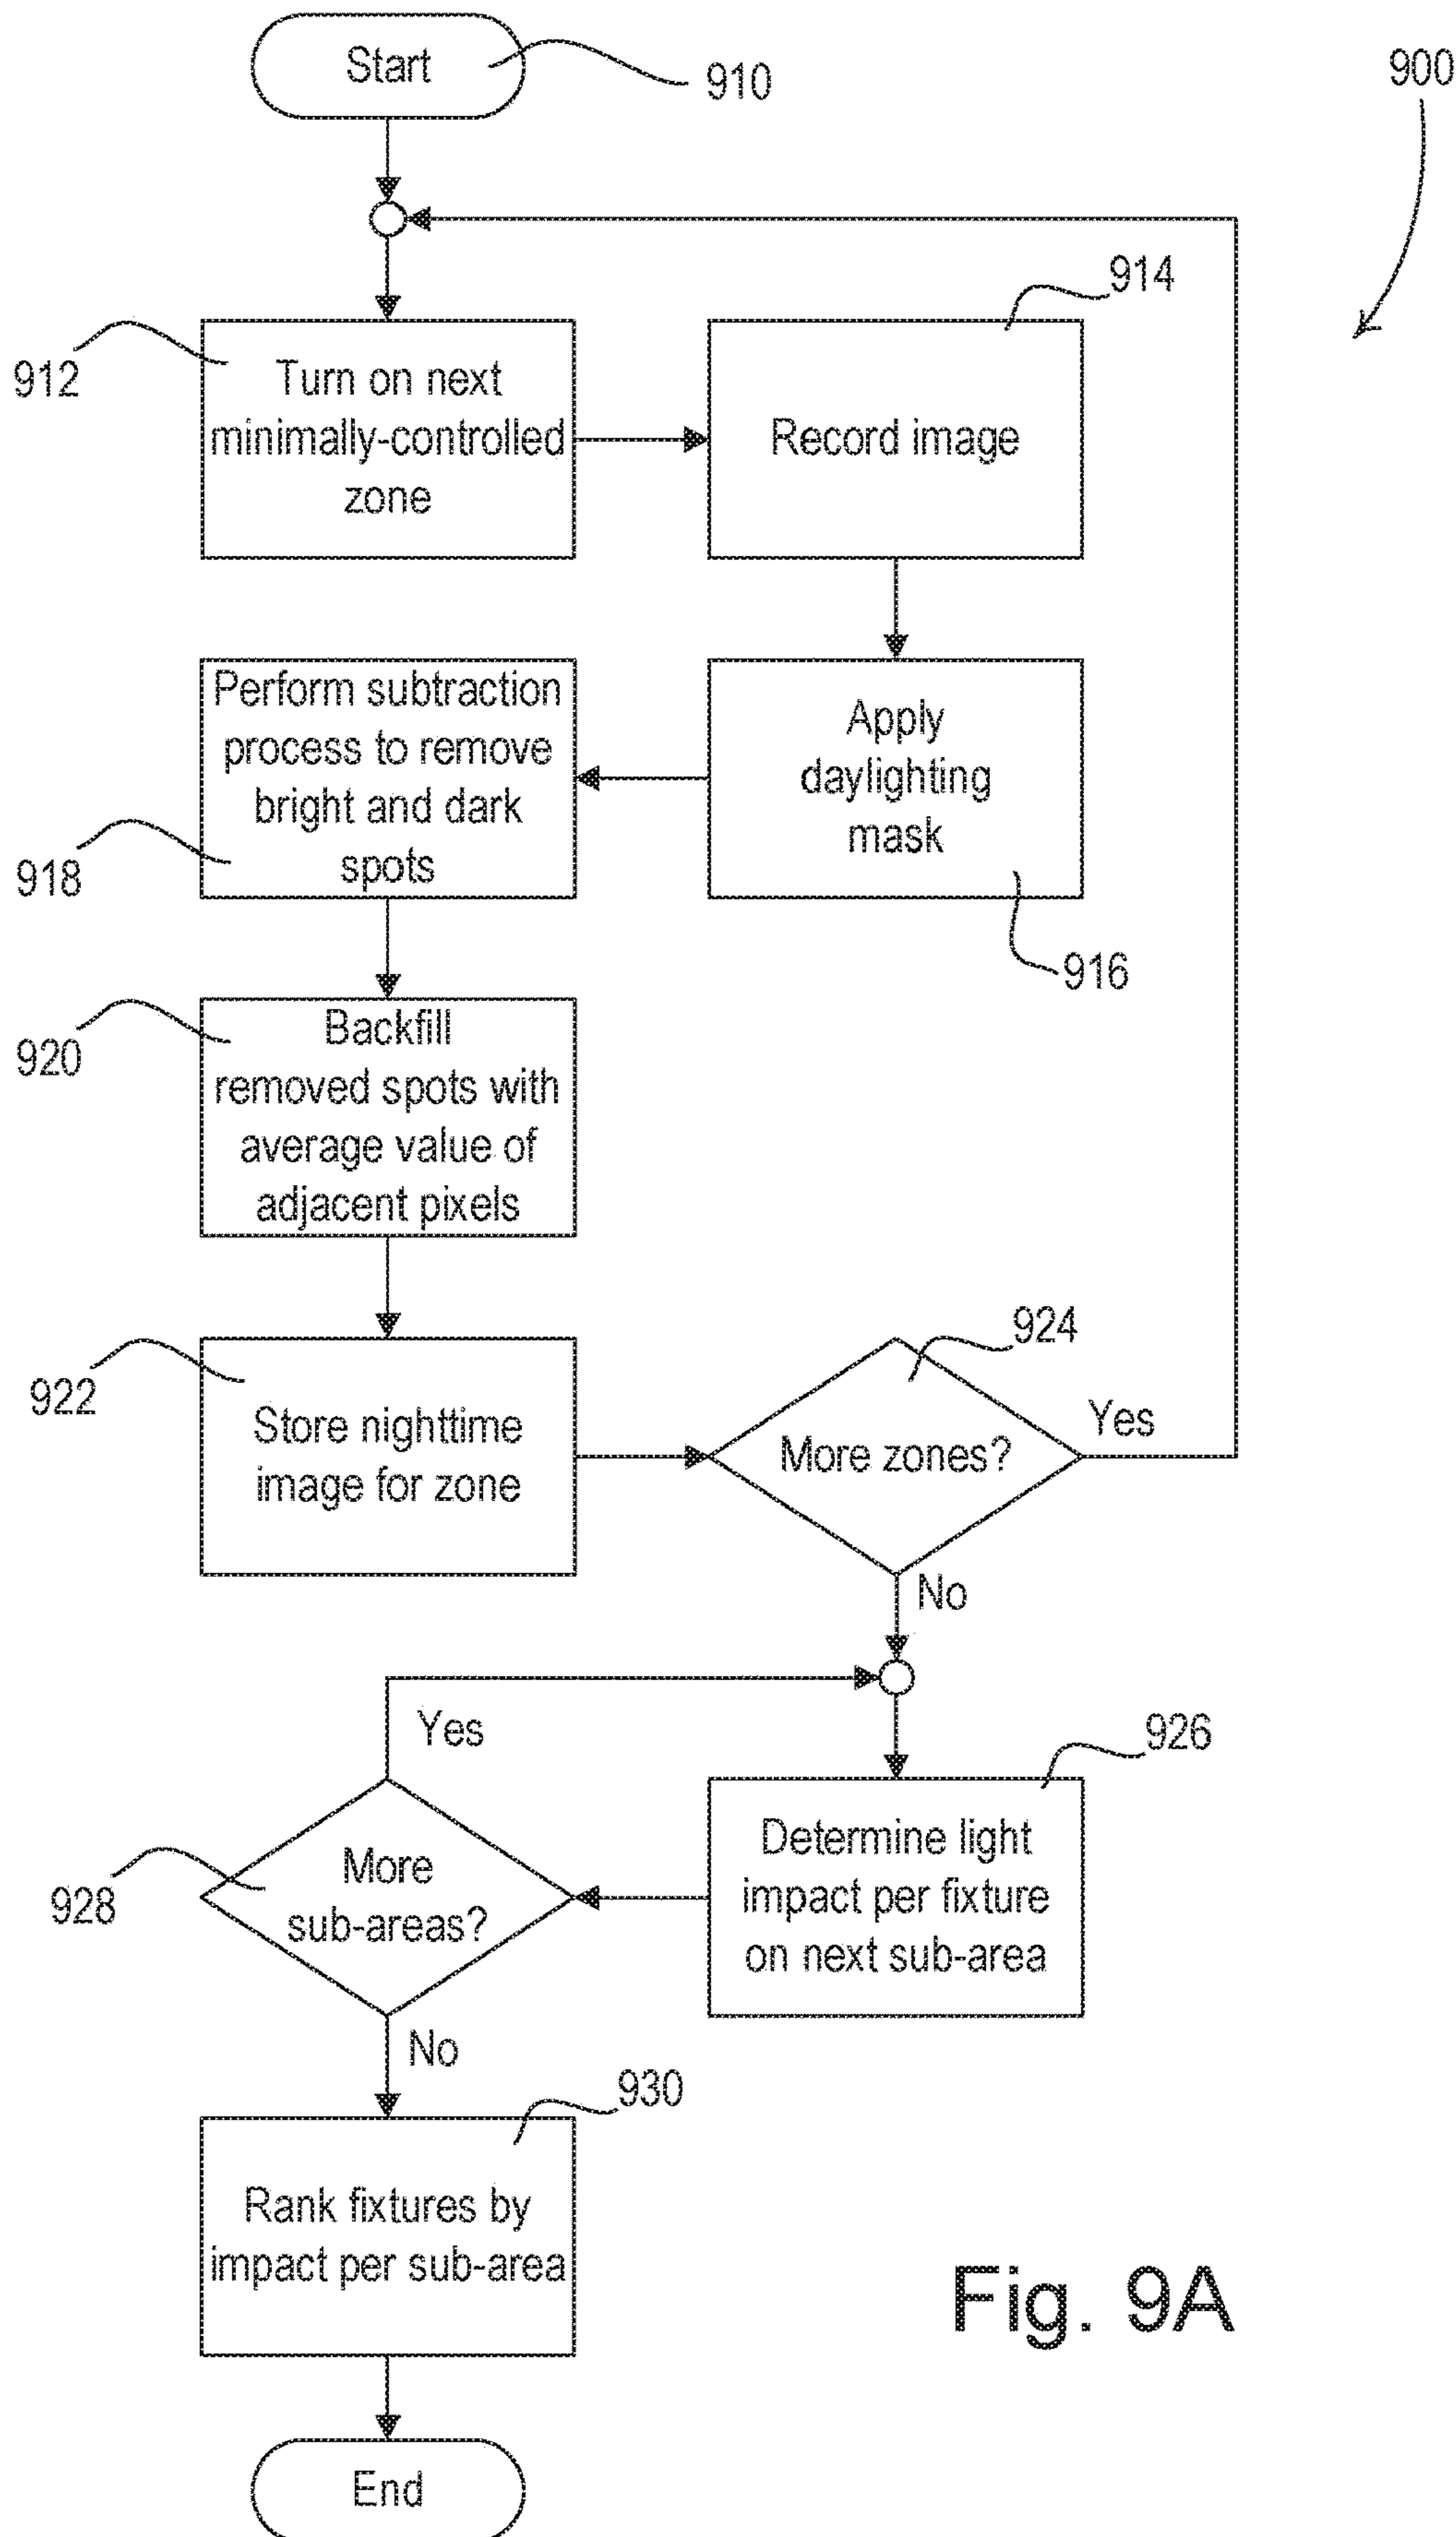 Start
910
900
912
Turn on next
minimally-controlled
zone
914
Record image
Perform subtraction
process to remove
bright and dark
spots
918
Apply
daylighting
mask
916
920
Backfill
removed spots with
average value of
adjacent pixels
922
Store nighttime
image for zone
924
More zones?
Yes
No
Yes
926
Determine light
impact per fixture
on next sub-area
928
More
sub-areas?
No
930
Rank fixtures by
impact per sub-area
End
Fig. 9A